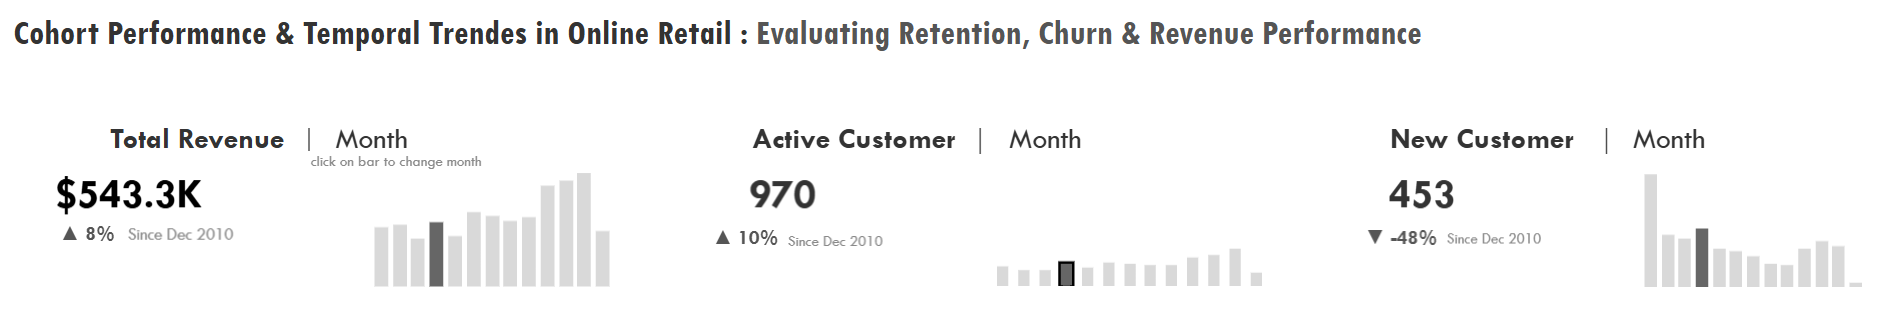 Cohort Performance & Temporal Trendes in Online Retail : Evaluating Retention, Churn & Revenue Performance
Total Revenue | Month
click on bar to change month
$543.3K
▲ 8% Since Dec 2010
Active Customer | Month
970
▲ 10% Since Dec 2010
New Customer | Month
453
▼ -48% Since Dec 2010